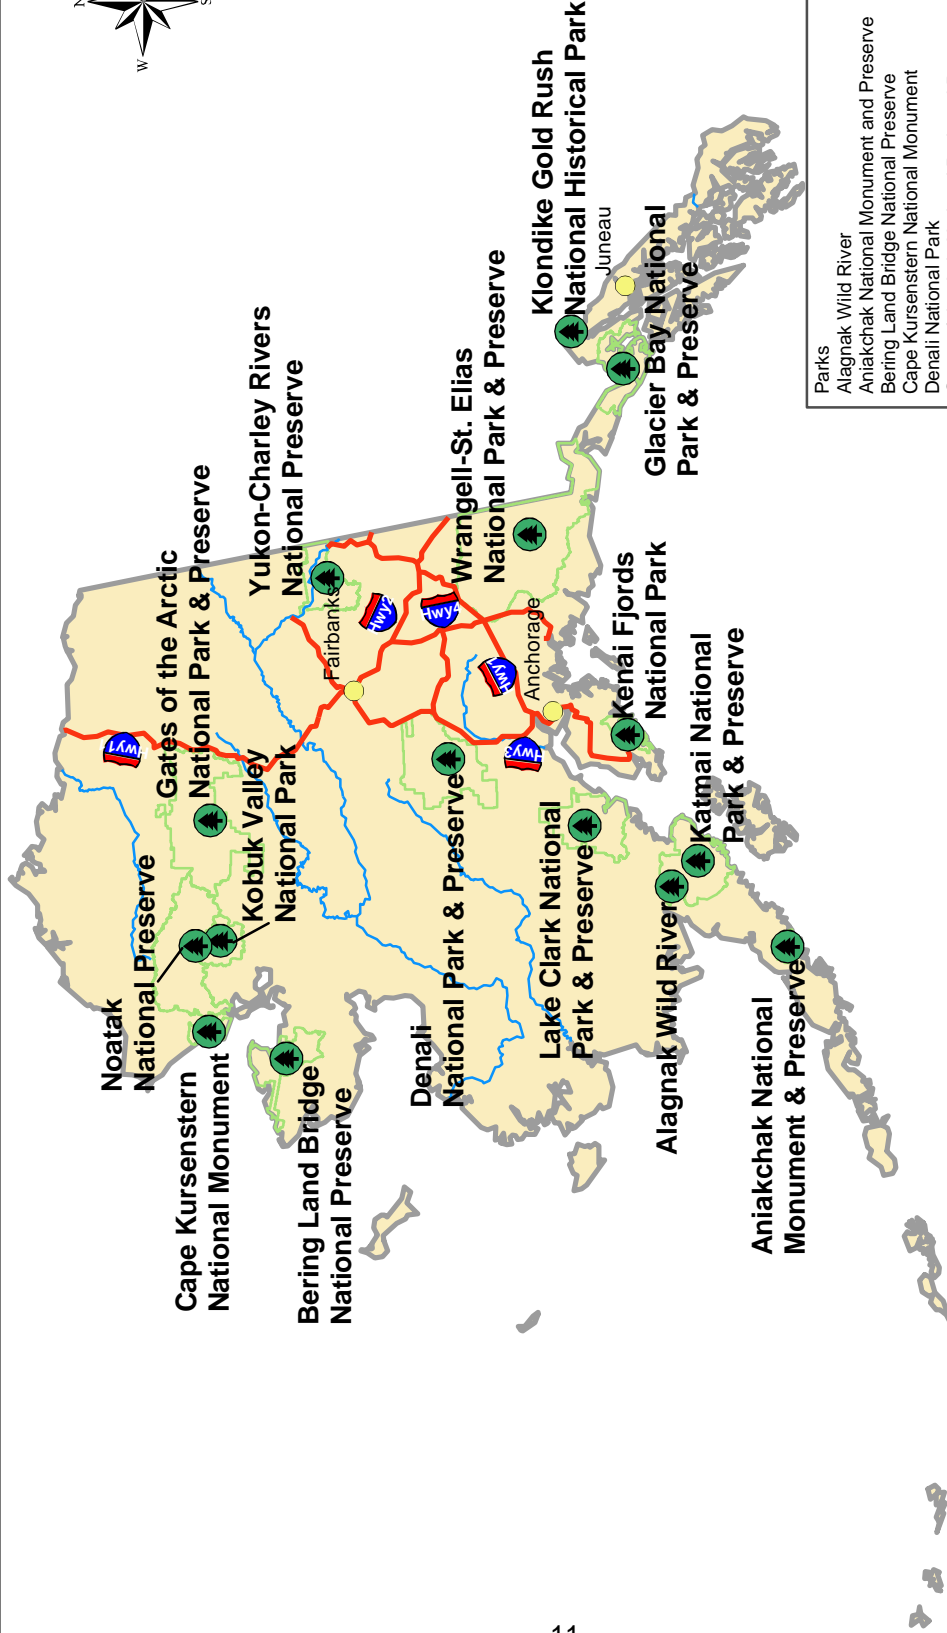 N
S
W
Noatak
National Preserve
Gates of the Arctic
National Park & Preserve
Kobuk Valley
National Park
Cape Kursenstern
National Monument
Bering Land Bridge
National Preserve
Yukon-Charley Rivers
National Preserve
Fairbanks
Hwy2
Hwy4
Hwy3
Denali
National Park & Preserve
Wrangell-St. Elias
National Park & Preserve
Anchorage
Klondike Gold Rush
National Historical Park
Juneau
Glacier Bay National
Park & Preserve
Lake Clark National
Park & Preserve
Kenai Fjords
National Park
Katmai National
Park & Preserve
Alagnak Wild River
Aniakchak National
Monument & Preserve
Parks
Alagnak Wild River
Aniakchak National Monument and Preserve
Bering Land Bridge National Preserve
Cape Kursenstern National Monument
Denali National Park
11